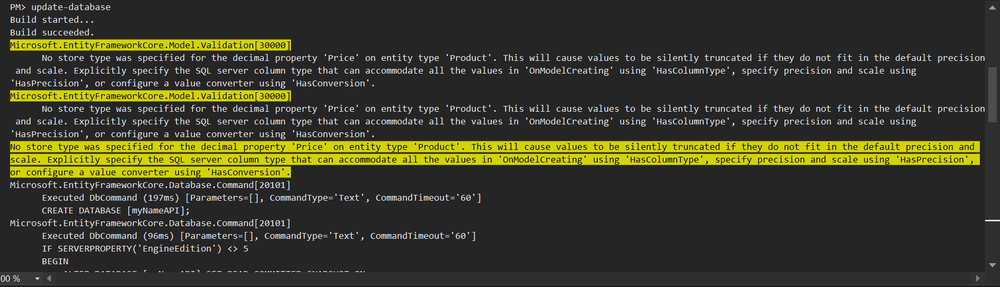 PM> update-database
Build started...
Build succeeded.
Microsoft.EntityFrameworkCore.Model.Validation[30000]
      No store type was specified for the decimal property 'Price' on entity type 'Product'. This will cause values to be silently truncated if they do not fit in the default precision
 and scale. Explicitly specify the SQL server column type that can accommodate all the values in 'OnModelCreating' using 'HasColumnType', specify precision and scale using
'HasPrecision', or configure a value converter using 'HasConversion'.
Microsoft.EntityFrameworkCore.Model.Validation[30000]
      No store type was specified for the decimal property 'Price' on entity type 'Product'. This will cause values to be silently truncated if they do not fit in the default precision
 and scale. Explicitly specify the SQL server column type that can accommodate all the values in 'OnModelCreating' using 'HasColumnType', specify precision and scale using
'HasPrecision', or configure a value converter using 'HasConversion'.
No store type was specified for the decimal property 'Price' on entity type 'Product'. This will cause values to be silently truncated if they do not fit in the default precision and
scale. Explicitly specify the SQL server column type that can accommodate all the values in 'OnModelCreating' using 'HasColumnType', specify precision and scale using 'HasPrecision',
or configure a value converter using 'HasConversion'.
Microsoft.EntityFrameworkCore.Database.Command[20101]
      Executed DbCommand (197ms) [Parameters=[], CommandType='Text', CommandTimeout='60']
      CREATE DATABASE [myNameAPI];
Microsoft.EntityFrameworkCore.Database.Command[20101]
      Executed DbCommand (96ms) [Parameters=[], CommandType='Text', CommandTimeout='60']
      IF SERVERPROPERTY('EngineEdition') <> 5
      BEGIN
          ALTER DATABASE [myNameAPI] SET READ_COMMITTED_SNAPSHOT ON
00 %